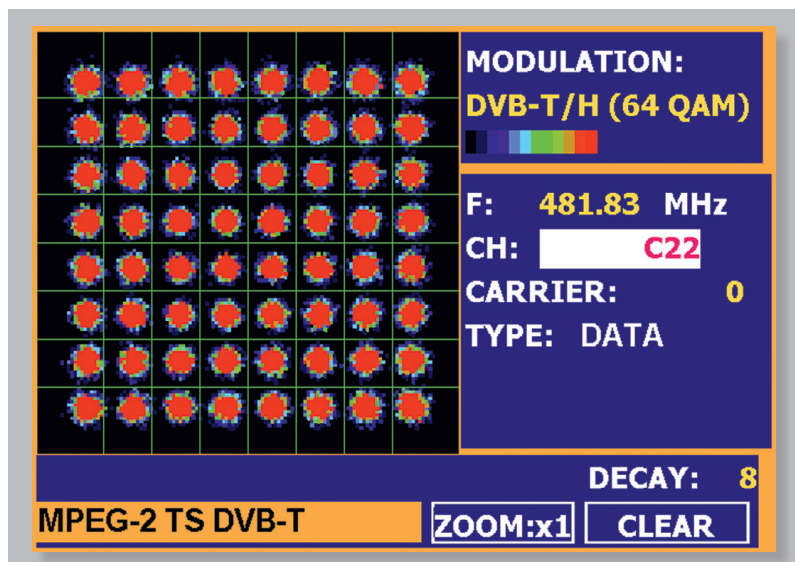 MODULATION:
DVB-T/H (64 QAM)
F: 481.83 MHz
CH: C22
CARRIER: 0
TYPE: DATA
DECAY: 8
MPEG-2 TS DVB-T
ZOOM:x1
CLEAR